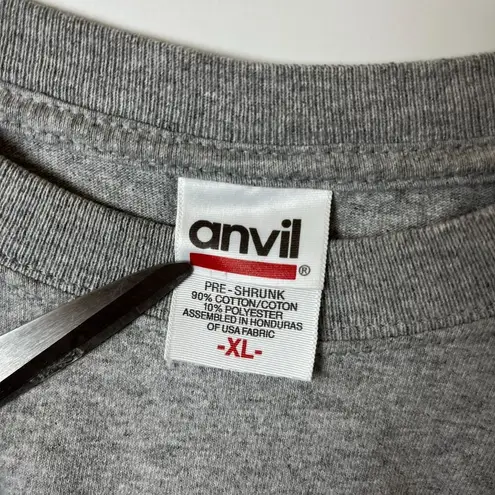 anvil
®
PRE-SHRUNK
90% COTTON/COTON
10% POLYESTER
ASSEMBLED IN HONDURAS
OF USA FABRIC
-XL-